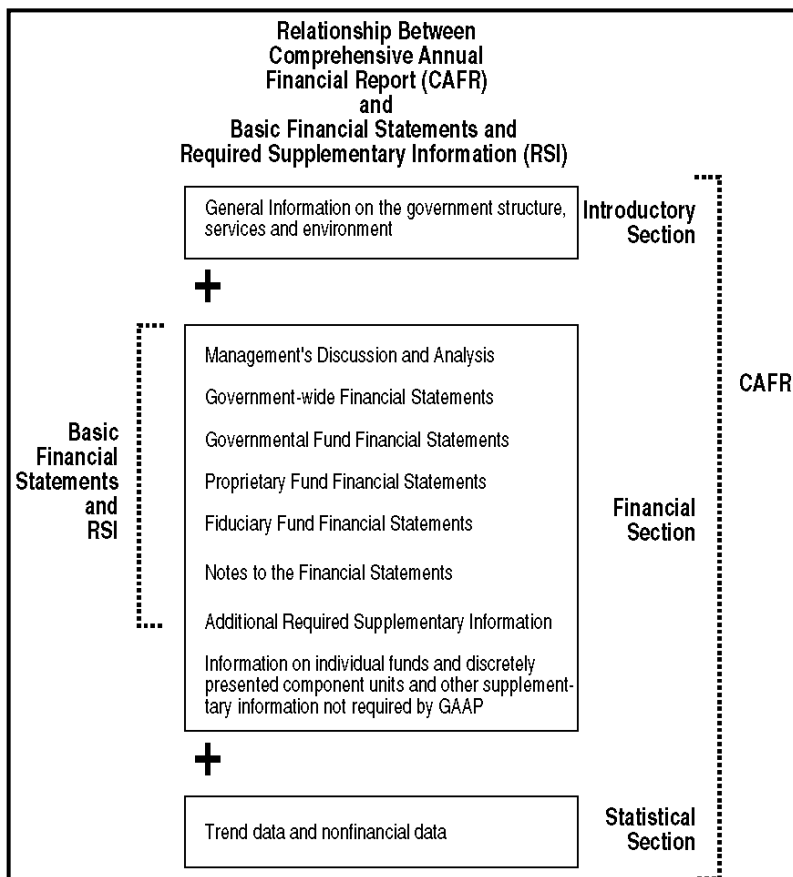 Relationship Between
Comprehensive Annual
Financial Report (CAFR)
and
Basic Financial Statements and
Required Supplementary Information (RSI)
General Information on the government structure,
services and environment
Introductory
Section
+
Basic
Financial
Statements
and
RSI
Management's Discussion and Analysis
Government-wide Financial Statements
Governmental Fund Financial Statements
Proprietary Fund Financial Statements
Fiduciary Fund Financial Statements
Notes to the Financial Statements
Additional Required Supplementary Information
Information on individual funds and discretely
presented component units and other supplemen-
tary information not required by GAAP
Financial
Section
CAFR
+
Trend data and nonfinancial data
Statistical
Section